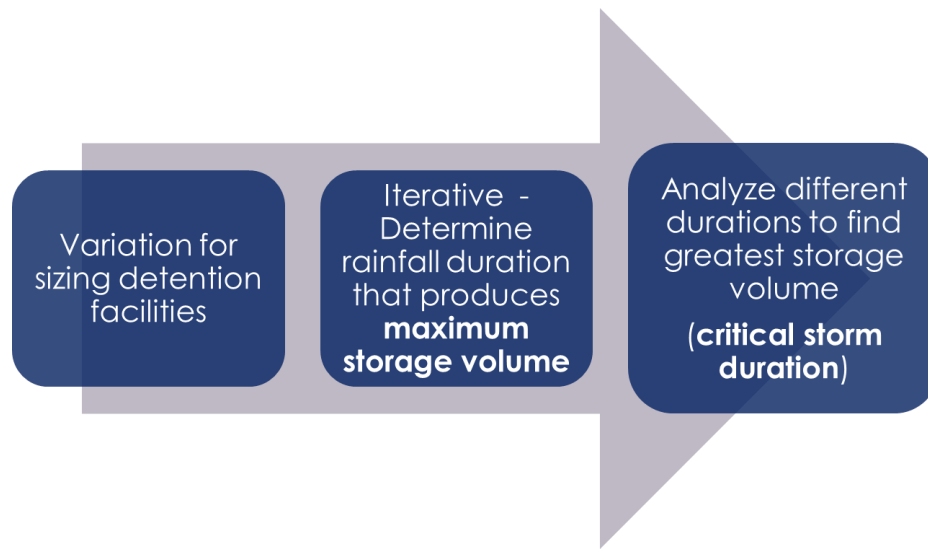 Variation for
sizing detention
facilities
Iterative -
Determine
rainfall duration
that produces
maximum
storage volume
Analyze different
durations to find
greatest storage
volume
(critical storm
duration)